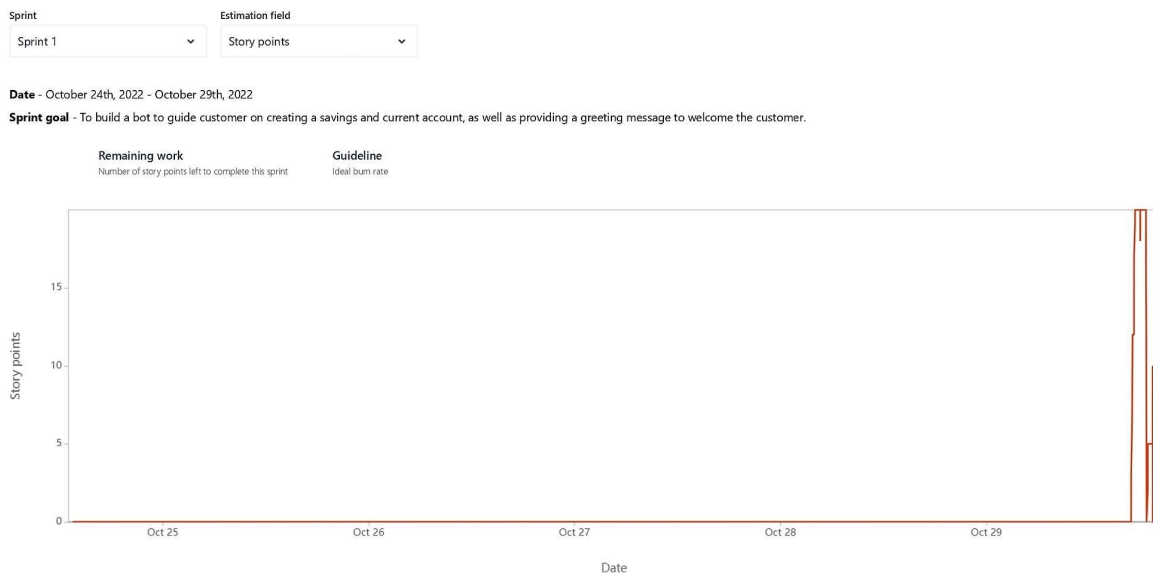 Sprint
Estimation field
Sprint 1
Story points
Date - October 24th, 2022 - October 29th, 2022
Sprint goal - To build a bot to guide customer on creating a savings and current account, as well as providing a greeting message to welcome the customer.
Remaining work
Guideline
Number of story points left to complete this sprint
Ideal burn rate
15
10
5
0
Story points
Oct 25
Oct 26
Oct 27
Oct 28
Oct 29
Date